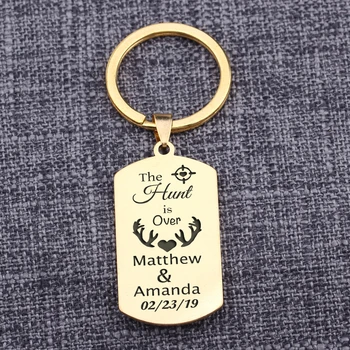 The
Hunt
is
Over
Matthew
&
Amanda
02/23/19